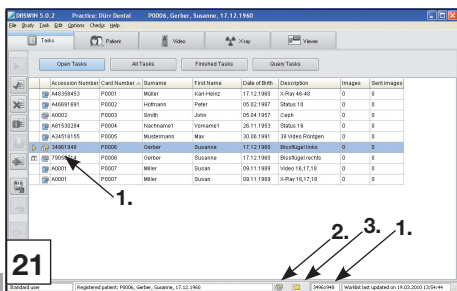 DBSWIN 5.0.2 Practice: Dürr Dental P0006, Gerber, Susanne, 17.12.1960
File Study Task Edit Options Checks Help
Tasks Patient Video X-ray Viewer
Open Tasks All Tasks Finished Tasks Query Tasks
Accession Number Card Number Surname First Name Date of Birth Description Images Sent images
A48358453 P0001 Müller Karl-Heinz 17.12.1960 X-Ray 46-48 0 0
A46691691 P0002 Hofmann Peter 05.02.1987 Status 10 0 0
A0002 P0003 Smith John 05.04.1957 Ceph 0 0
A81530284 P0004 Nachname1 Vorname1 26.11.1953 Status 16 0 0
A34516155 P0005 Mustermann Max 30.06.1991 38 Video Röntgen 0 0
34961948 P0006 Gerber Susanne 17.12.1960 Bissflügel links 0 0
P0006 Gerber Susanne 17.12.1960 Bissflügel rechts 0 0
A0001 P0007 Miller Susan 09.11.1989 Video 16,17,18 0 0
A0001 P0007 Miller Susan 09.11.1989 X-Ray 16,17,18 0 0
1.
2. 3. 1.
21
Standard user Registered patient: P0006, Gerber, Susanne, 17.12.1960 34961948 Worklist last updated on 19.03.2010 13:54:44